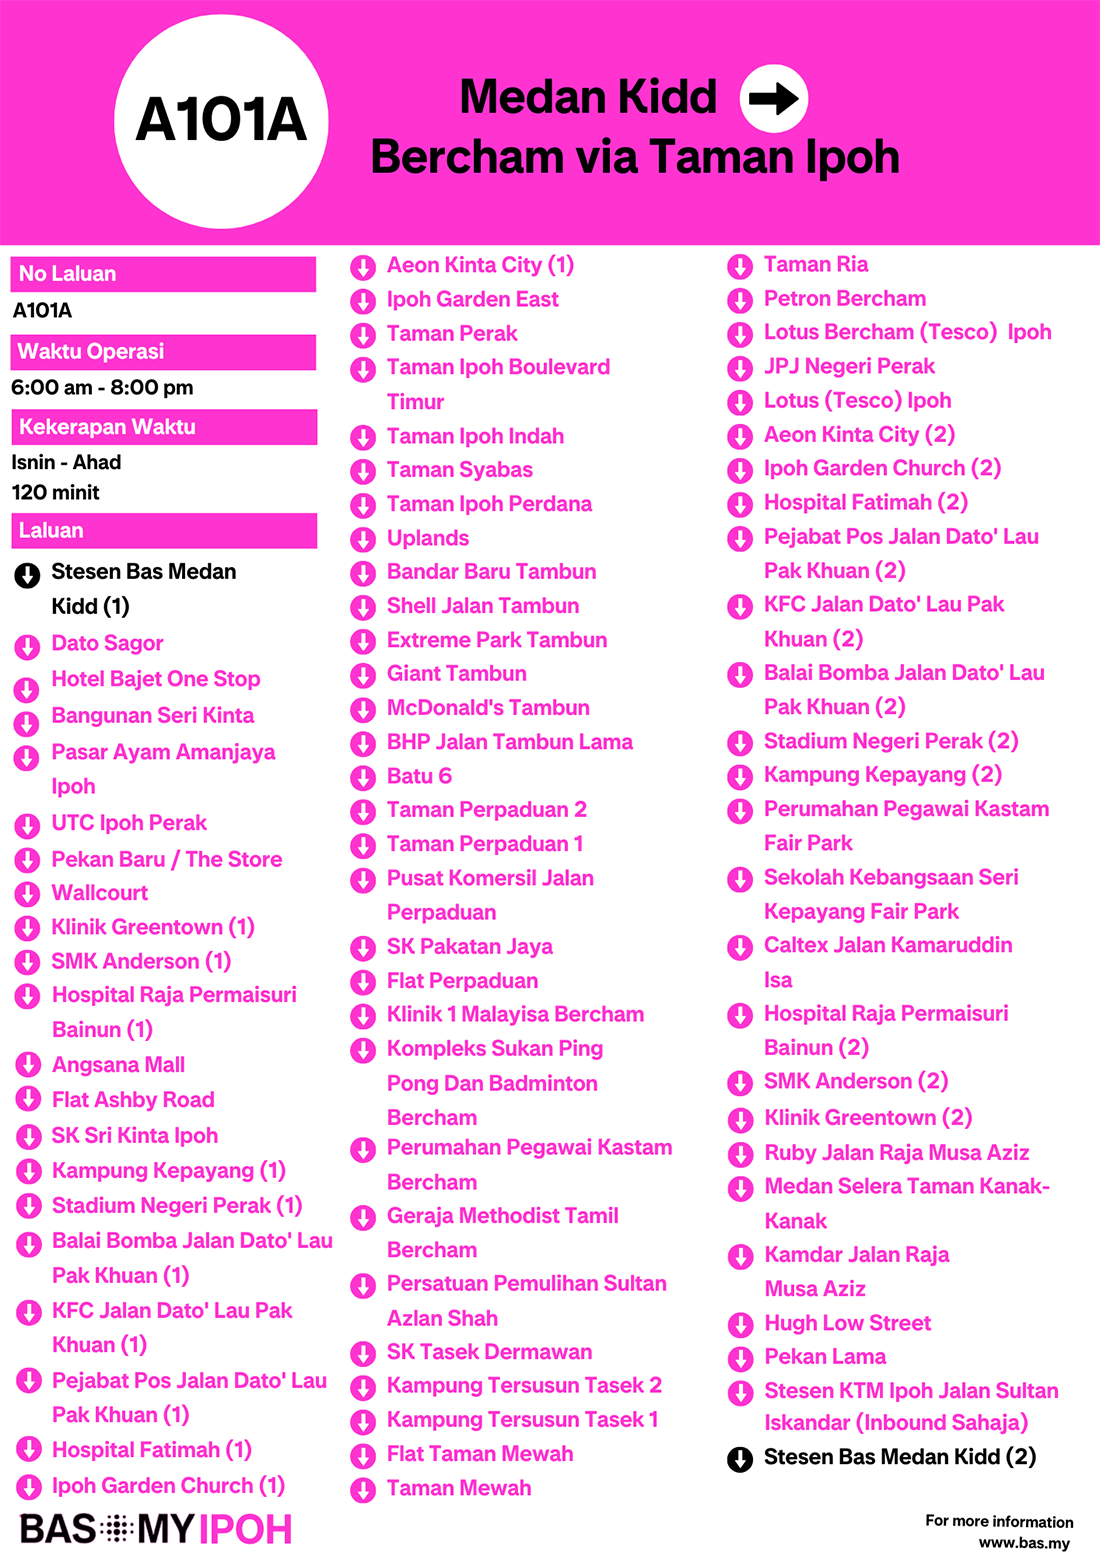 A101A
Medan Kidd
Bercham via Taman Ipoh
No Laluan
A101A
Waktu Operasi
6:00 am - 8:00 pm
Kekerapan Waktu
Isnin - Ahad
120 minit
Laluan
Stesen Bas Medan
Kidd (1)
Dato Sagor
Hotel Bajet One Stop
Bangunan Seri Kinta
Pasar Ayam Amanjaya
Ipoh
UTC Ipoh Perak
Pekan Baru / The Store
Wallcourt
Klinik Greentown (1)
SMK Anderson (1)
Hospital Raja Permaisuri
Bainun (1)
Angsana Mall
Flat Ashby Road
SK Sri Kinta Ipoh
Kampung Kepayang (1)
Stadium Negeri Perak (1)
Balai Bomba Jalan Dato' Lau
Pak Khuan (1)
KFC Jalan Dato' Lau Pak
Khuan (1)
Pejabat Pos Jalan Dato' Lau
Pak Khuan (1)
Hospital Fatimah (1)
Ipoh Garden Church (1)
Aeon Kinta City (1)
Ipoh Garden East
Taman Perak
Taman Ipoh Boulevard
Timur
Taman Ipoh Indah
Taman Syabas
Taman Ipoh Perdana
Uplands
Bandar Baru Tambun
Shell Jalan Tambun
Extreme Park Tambun
Giant Tambun
McDonald's Tambun
BHP Jalan Tambun Lama
Batu 6
Taman Perpaduan 2
Taman Perpaduan 1
Pusat Komersil Jalan
Perpaduan
SK Pakatan Jaya
Flat Perpaduan
Klinik 1 Malayisa Bercham
Kompleks Sukan Ping
Pong Dan Badminton
Bercham
Perumahan Pegawai Kastam
Bercham
Geraja Methodist Tamil
Bercham
Persatuan Pemulihan Sultan
Azlan Shah
SK Tasek Dermawan
Kampung Tersusun Tasek 2
Kampung Tersusun Tasek 1
Flat Taman Mewah
Taman Mewah
Taman Ria
Petron Bercham
Lotus Bercham (Tesco) Ipoh
JPJ Negeri Perak
Lotus (Tesco) Ipoh
Aeon Kinta City (2)
Ipoh Garden Church (2)
Hospital Fatimah (2)
Pejabat Pos Jalan Dato' Lau
Pak Khuan (2)
KFC Jalan Dato' Lau Pak
Khuan (2)
Balai Bomba Jalan Dato' Lau
Pak Khuan (2)
Stadium Negeri Perak (2)
Kampung Kepayang (2)
Perumahan Pegawai Kastam
Fair Park
Sekolah Kebangsaan Seri
Kepayang Fair Park
Caltex Jalan Kamaruddin
Isa
Hospital Raja Permaisuri
Bainun (2)
SMK Anderson (2)
Klinik Greentown (2)
Ruby Jalan Raja Musa Aziz
Medan Selera Taman Kanak-
Kanak
Kamdar Jalan Raja
Musa Aziz
Hugh Low Street
Pekan Lama
Stesen KTM Ipoh Jalan Sultan
Iskandar (Inbound Sahaja)
Stesen Bas Medan Kidd (2)
BAS MY IPOH
For more information
www.bas.my